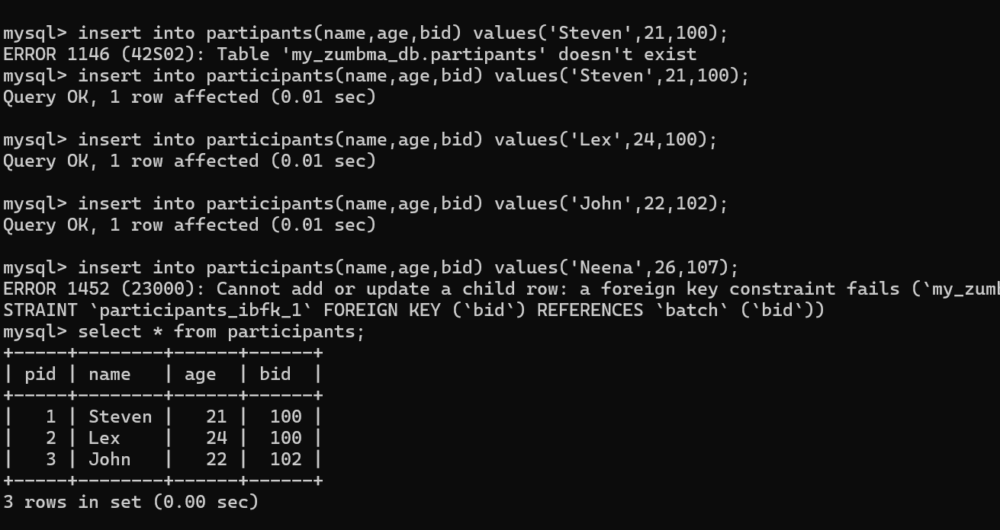 mysql> insert into partipants(name,age,bid) values('Steven',21,100);
ERROR 1146 (42S02): Table 'my_zumbma_db.partipants' doesn't exist
mysql> insert into participants(name,age,bid) values('Steven',21,100);
Query OK, 1 row affected (0.01 sec)
mysql> insert into participants(name,age,bid) values('Lex',24,100);
Query OK, 1 row affected (0.01 sec)
mysql> insert into participants(name,age,bid) values('John',22,102);
Query OK, 1 row affected (0.01 sec)
mysql> insert into participants(name,age,bid) values('Neena',26,107);
ERROR 1452 (23000): Cannot add or update a child row: a foreign key constraint fails (`my_zumb
STRAINT `participants_ibfk_1` FOREIGN KEY (`bid`) REFERENCES `batch` (`bid`))
mysql> select * from participants;
+-----+--------+------+------+
| pid | name   | age  | bid  |
+-----+--------+------+------+
|   1 | Steven |   21 |  100 |
|   2 | Lex    |   24 |  100 |
|   3 | John   |   22 |  102 |
+-----+--------+------+------+
3 rows in set (0.00 sec)